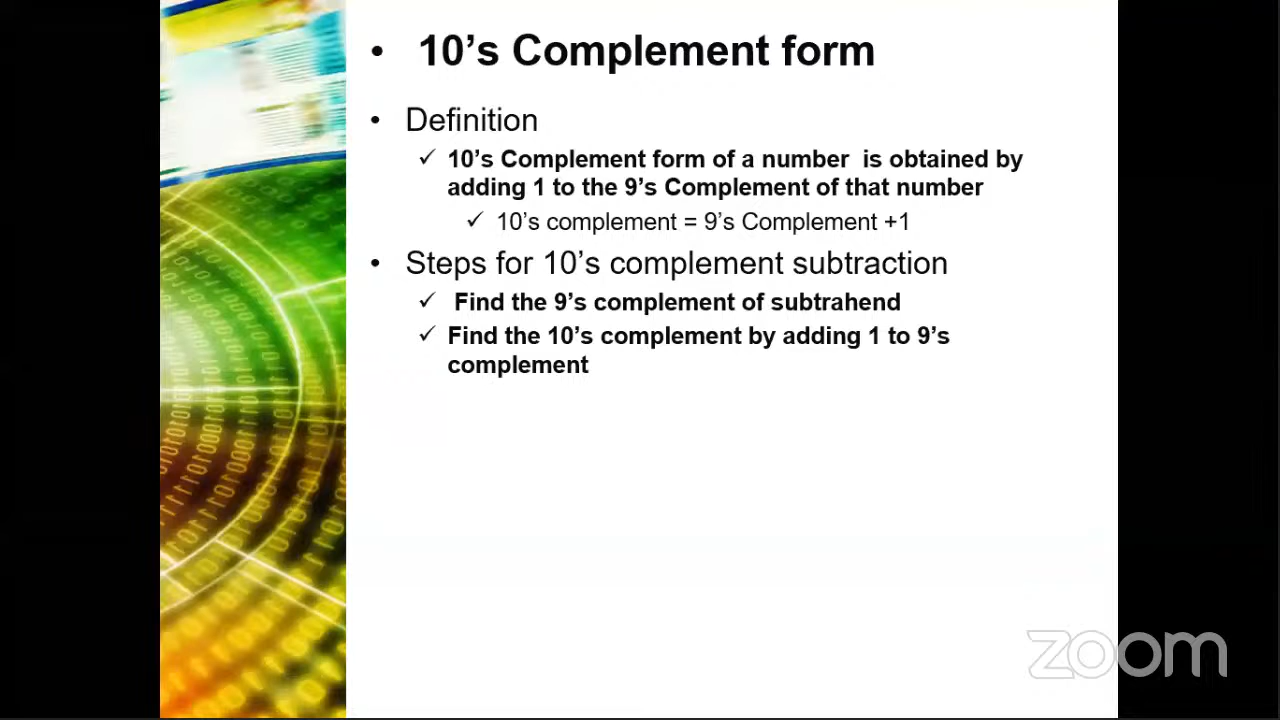 • 10’s Complement form
• Definition
✓ 10’s Complement form of a number is obtained by
adding 1 to the 9’s Complement of that number
✓ 10’s complement = 9’s Complement +1
• Steps for 10’s complement subtraction
✓ Find the 9’s complement of subtrahend
✓ Find the 10’s complement by adding 1 to 9’s
complement
zoom